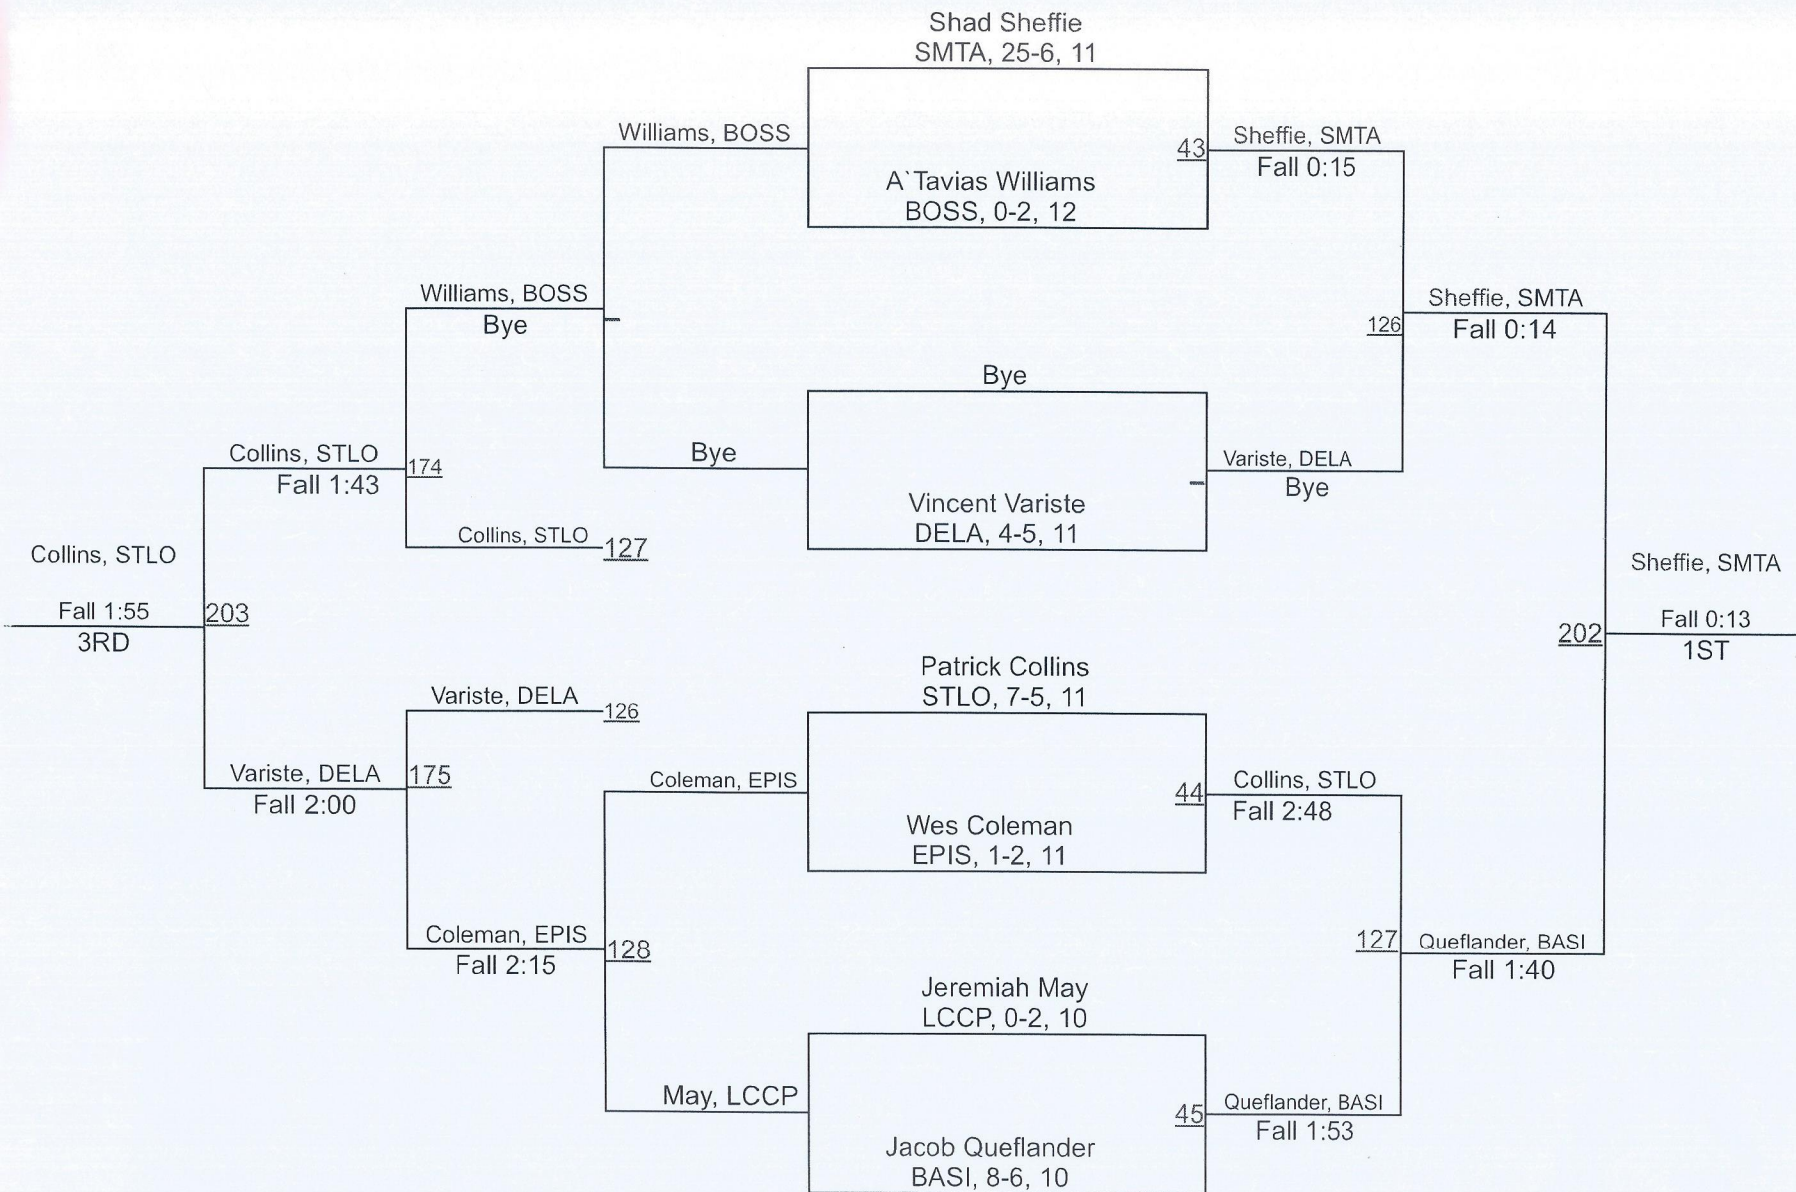 Shad Sheffie
SMTA, 25-6, 11
Williams, BOSS
43
Sheffie, SMTA
Fall 0:15
A`Tavias Williams
BOSS, 0-2, 12
Williams, BOSS
Bye
Sheffie, SMTA
126
Fall 0:14
Bye
Collins, STLO
174
Fall 1:43
Bye
Variste, DELA
Bye
Vincent Variste
DELA, 4-5, 11
Collins, STLO
127
Collins, STLO
Fall 1:55
3RD
203
Sheffie, SMTA
Fall 0:13
202
1ST
Patrick Collins
STLO, 7-5, 11
Variste, DELA
126
Variste, DELA
175
Fall 2:00
Coleman, EPIS
44
Collins, STLO
Fall 2:48
Wes Coleman
EPIS, 1-2, 11
Coleman, EPIS
128
Fall 2:15
127
Queflander, BASI
Fall 1:40
Jeremiah May
LCCP, 0-2, 10
May, LCCP
45
Queflander, BASI
Fall 1:53
Jacob Queflander
BASI, 8-6, 10